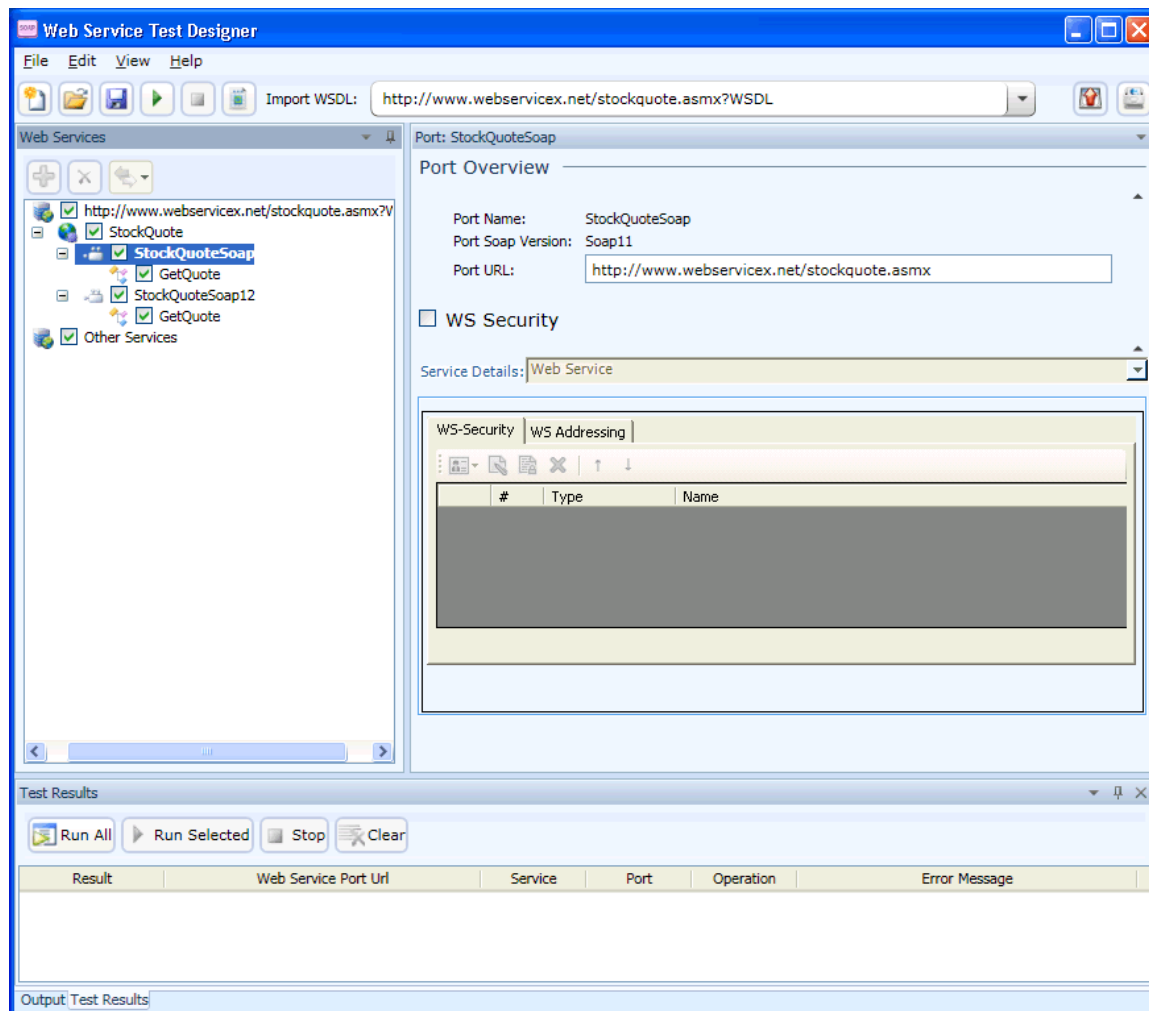 SOAP Web Service Test Designer
File Edit View Help
Import WSDL: http://www.webservicex.net/stockquote.asmx?WSDL
Web Services
http://www.webservicex.net/stockquote.asmx?W
StockQuote
StockQuoteSoap
GetQuote
StockQuoteSoap12
GetQuote
Other Services
Port: StockQuoteSoap
Port Overview
Port Name: StockQuoteSoap
Port Soap Version: Soap11
Port URL: http://www.webservicex.net/stockquote.asmx
WS Security
Service Details: Web Service
WS-Security WS Addressing
# Type Name
Test Results
Run All Run Selected Stop Clear
Result Web Service Port Url Service Port Operation Error Message
Output Test Results